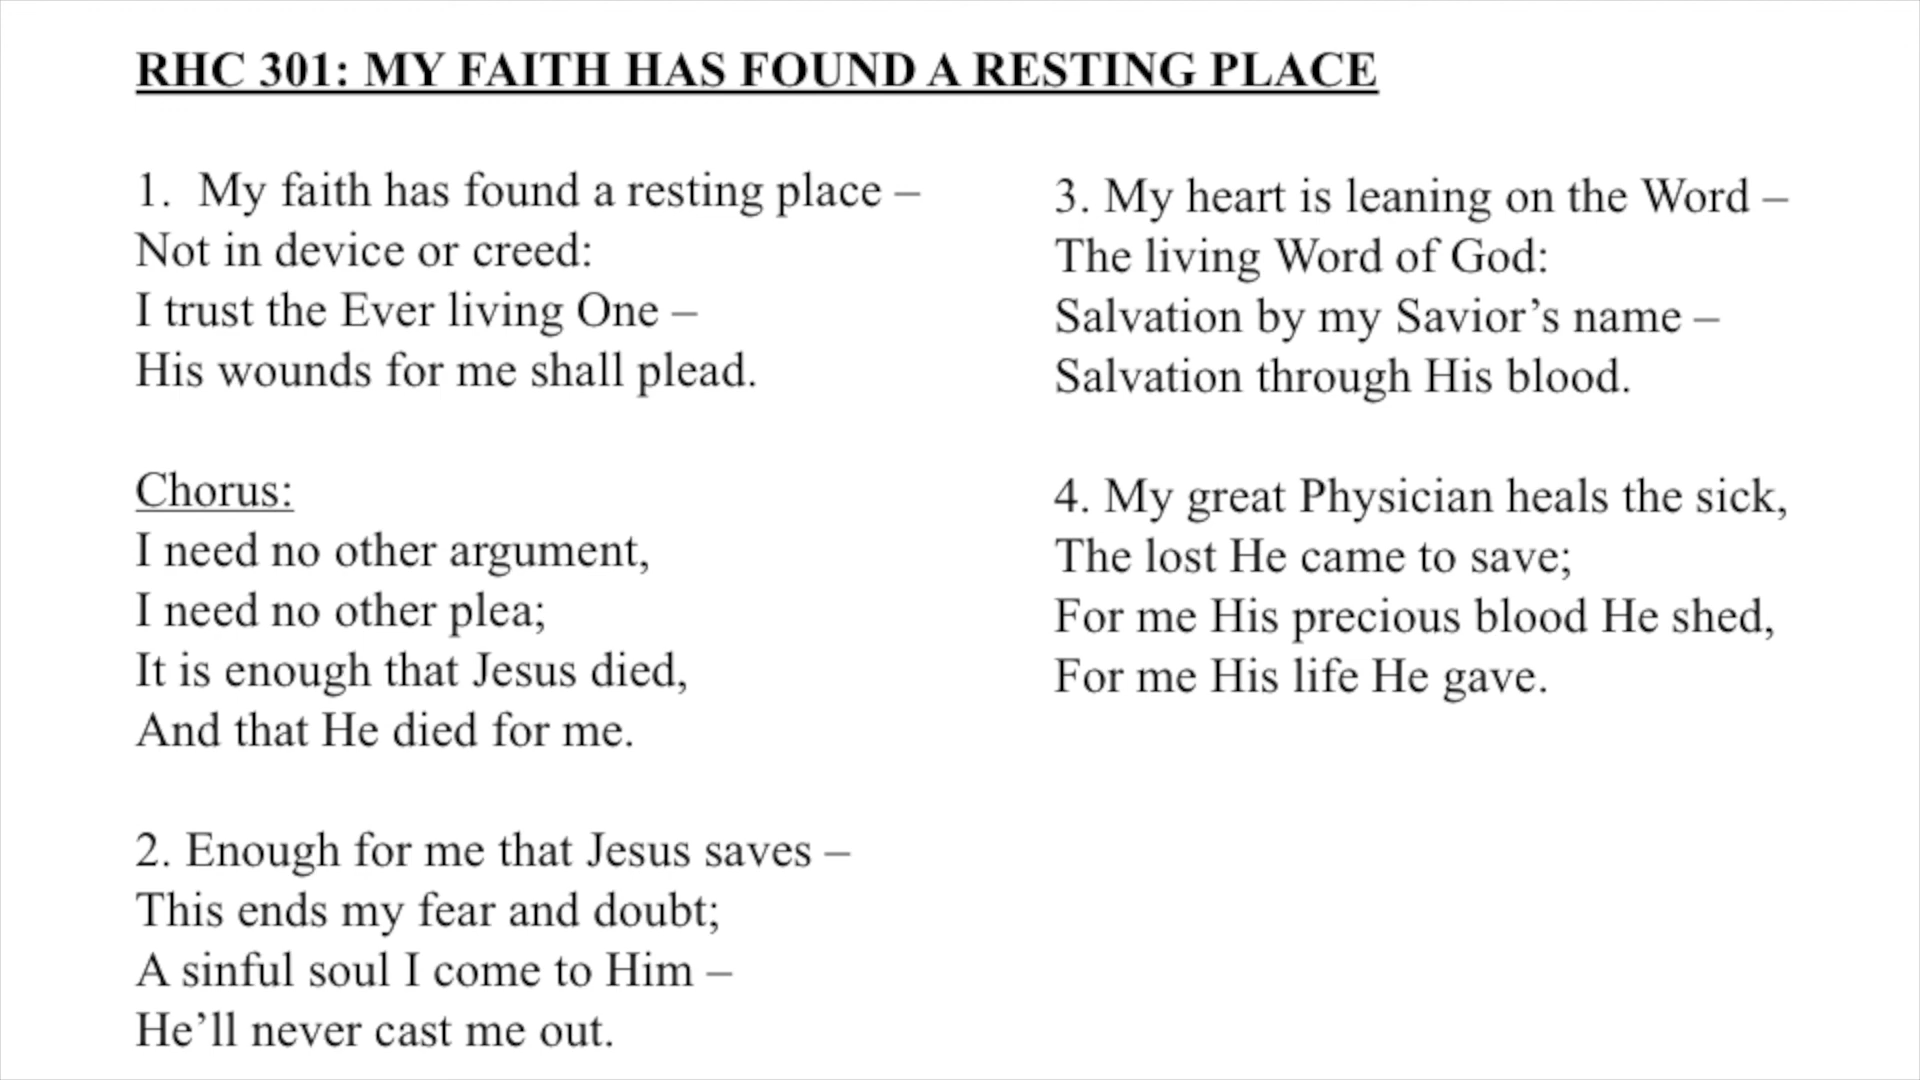 RHC 301: MY FAITH HAS FOUND A RESTING PLACE
1. My faith has found a resting place –
Not in device or creed:
I trust the Ever living One –
His wounds for me shall plead.
Chorus:
I need no other argument,
I need no other plea;
It is enough that Jesus died,
And that He died for me.
2. Enough for me that Jesus saves –
This ends my fear and doubt;
A sinful soul I come to Him –
He’ll never cast me out.
3. My heart is leaning on the Word –
The living Word of God:
Salvation by my Savior’s name –
Salvation through His blood.
4. My great Physician heals the sick,
The lost He came to save;
For me His precious blood He shed,
For me His life He gave.